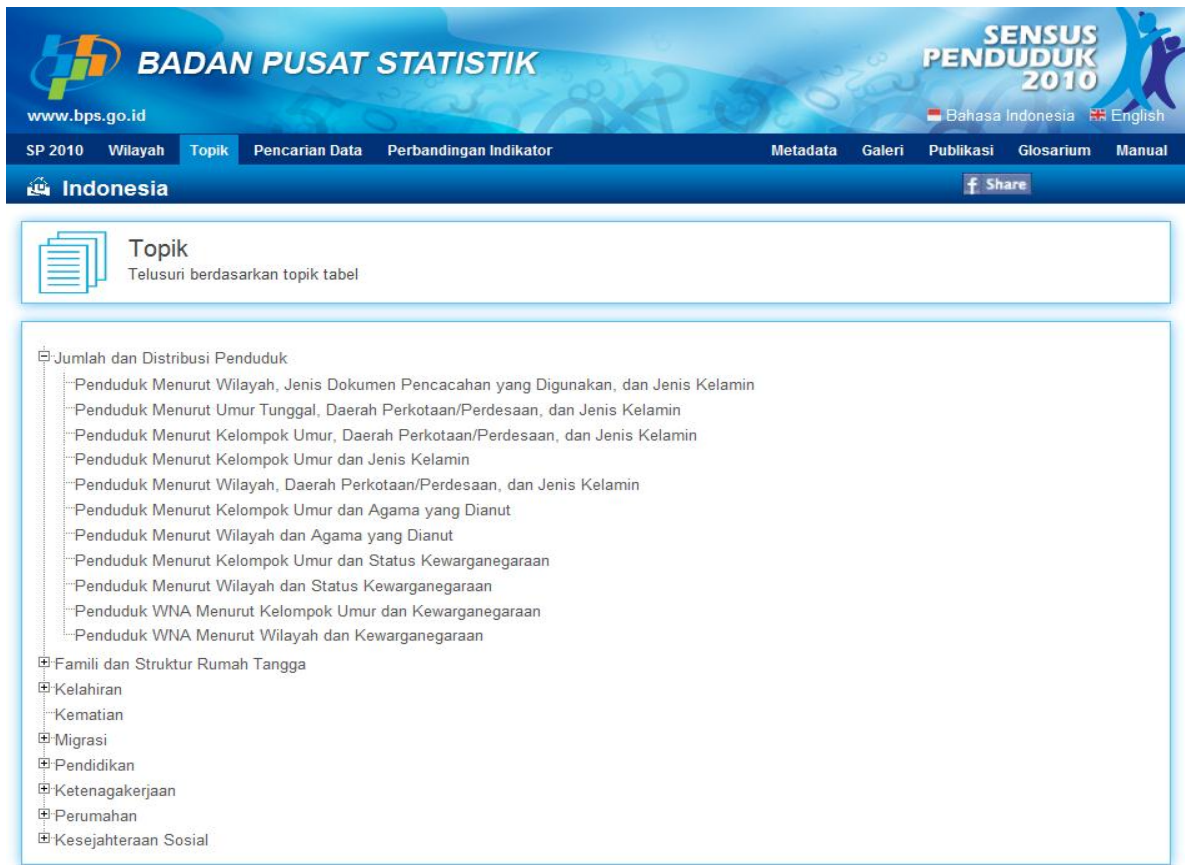 BADAN PUSAT STATISTIK
SENSUS
PENDUDUK
2010
www.bps.go.id
Bahasa Indonesia English
SP 2010 Wilayah Topik Pencarian Data Perbandingan Indikator Metadata Galeri Publikasi Glosarium Manual
Indonesia
f Share
Topik
Telusuri berdasarkan topik tabel
Jumlah dan Distribusi Penduduk
Penduduk Menurut Wilayah, Jenis Dokumen Pencacahan yang Digunakan, dan Jenis Kelamin
Penduduk Menurut Umur Tunggal, Daerah Perkotaan/Perdesaan, dan Jenis Kelamin
Penduduk Menurut Kelompok Umur, Daerah Perkotaan/Perdesaan, dan Jenis Kelamin
Penduduk Menurut Kelompok Umur dan Jenis Kelamin
Penduduk Menurut Wilayah, Daerah Perkotaan/Perdesaan, dan Jenis Kelamin
Penduduk Menurut Kelompok Umur dan Agama yang Dianut
Penduduk Menurut Wilayah dan Agama yang Dianut
Penduduk Menurut Kelompok Umur dan Status Kewarganegaraan
Penduduk Menurut Wilayah dan Status Kewarganegaraan
Penduduk WNA Menurut Kelompok Umur dan Kewarganegaraan
Penduduk WNA Menurut Wilayah dan Kewarganegaraan
Famili dan Struktur Rumah Tangga
Kelahiran
Kematian
Migrasi
Pendidikan
Ketenagakerjaan
Perumahan
Kesejahteraan Sosial